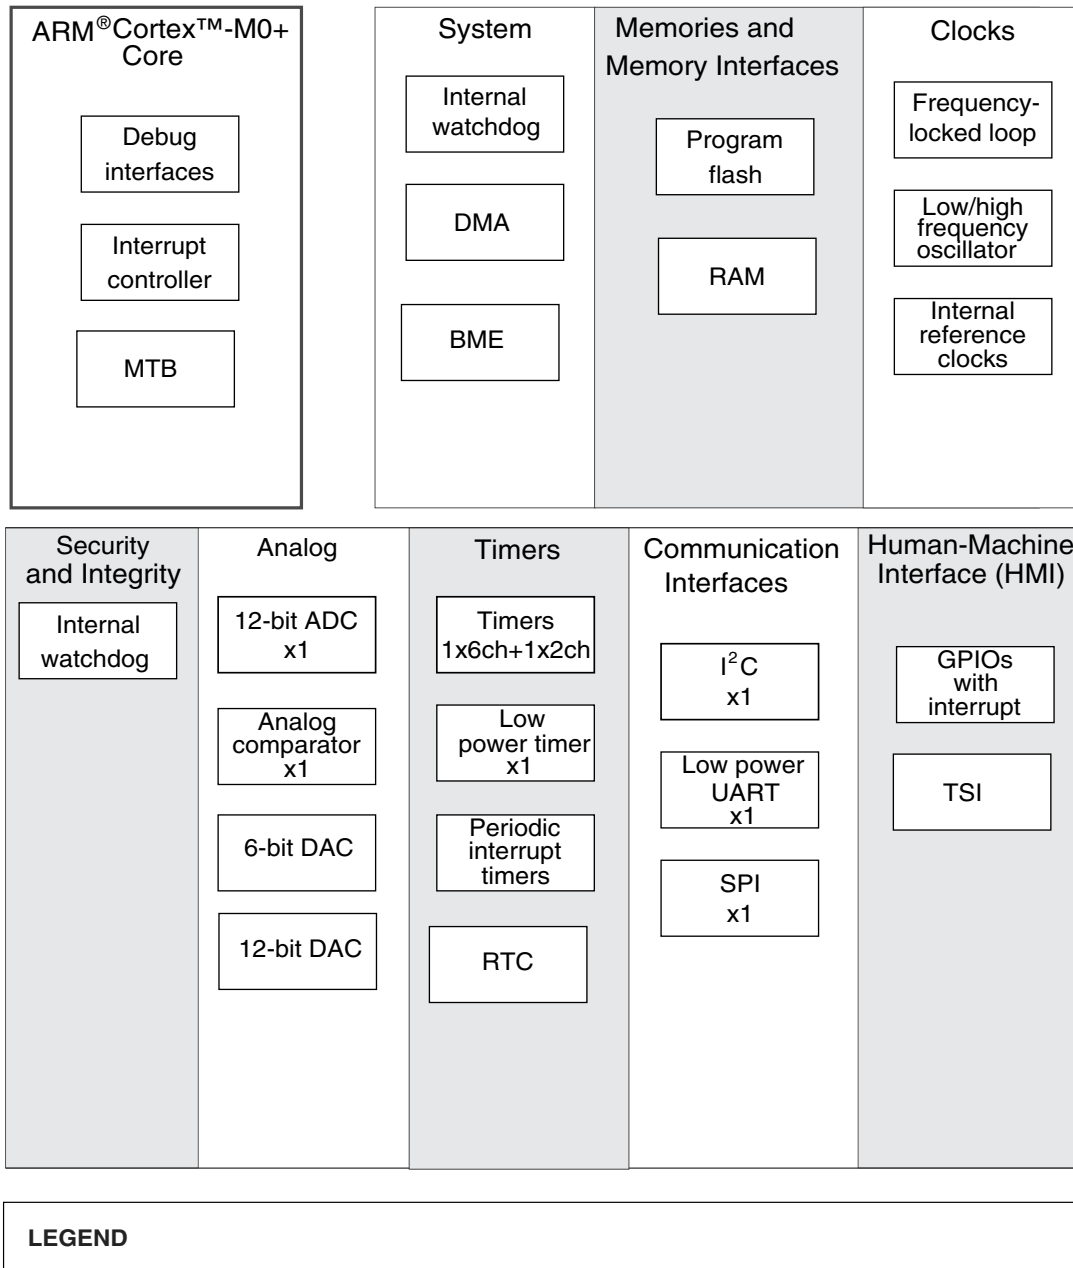 ARM®Cortex™-M0+
Core
Debug
interfaces
Interrupt
controller
MTB
System
Internal
watchdog
DMA
BME
Memories and
Memory Interfaces
Program
flash
RAM
Clocks
Frequency-
locked loop
Low/high
frequency
oscillator
Internal
reference
clocks
Security
and Integrity
Internal
watchdog
Analog
12-bit ADC
x1
Analog
comparator
x1
6-bit DAC
12-bit DAC
Timers
Timers
1x6ch+1x2ch
Low
power timer
x1
Periodic
interrupt
timers
RTC
Communication
Interfaces
I²C
x1
Low power
UART
x1
SPI
x1
Human-Machine
Interface (HMI)
GPIOs
with
interrupt
TSI
LEGEND